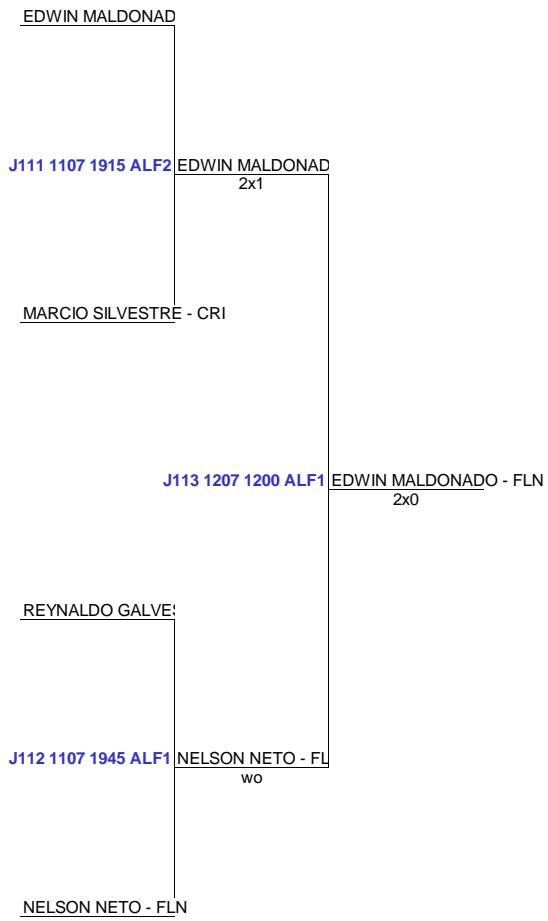 EDWIN MALDONAD
J111 1107 1915 ALF2 EDWIN MALDONAD
2x1
MARCIO SILVESTRE - CRI
J113 1207 1200 ALF1 EDWIN MALDONADO - FLN
2x0
REYNALDO GALVES
J112 1107 1945 ALF1 NELSON NETO - FL
wo
NELSON NETO - FLN